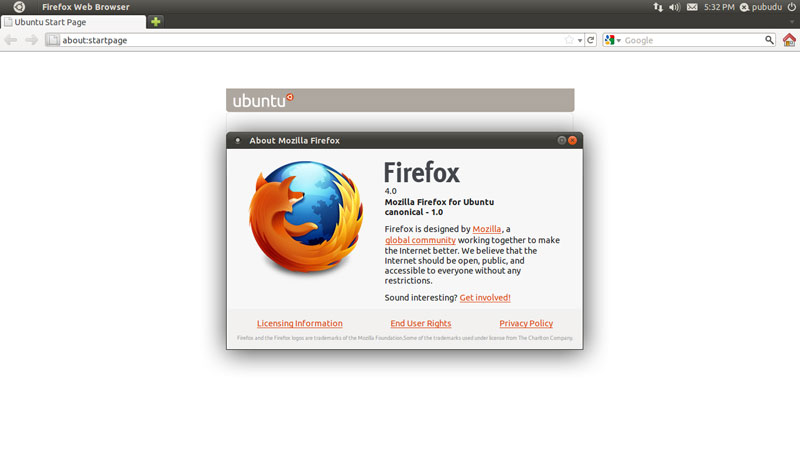 Firefox Web Browser
5:32 PM
pubudu
Ubuntu Start Page
about:startpage
Google
ubuntu
About Mozilla Firefox
Firefox
4.0
Mozilla Firefox for Ubuntu
canonical - 1.0
Firefox is designed by Mozilla, a
global community working together to make
the Internet better. We believe that the
Internet should be open, public, and
accessible to everyone without any
restrictions.
Sound interesting? Get involved!
Licensing Information
End User Rights
Privacy Policy
Firefox and the Firefox logos are trademarks of the Mozilla Foundation.Some of the trademarks used under license from The Charlton Company.